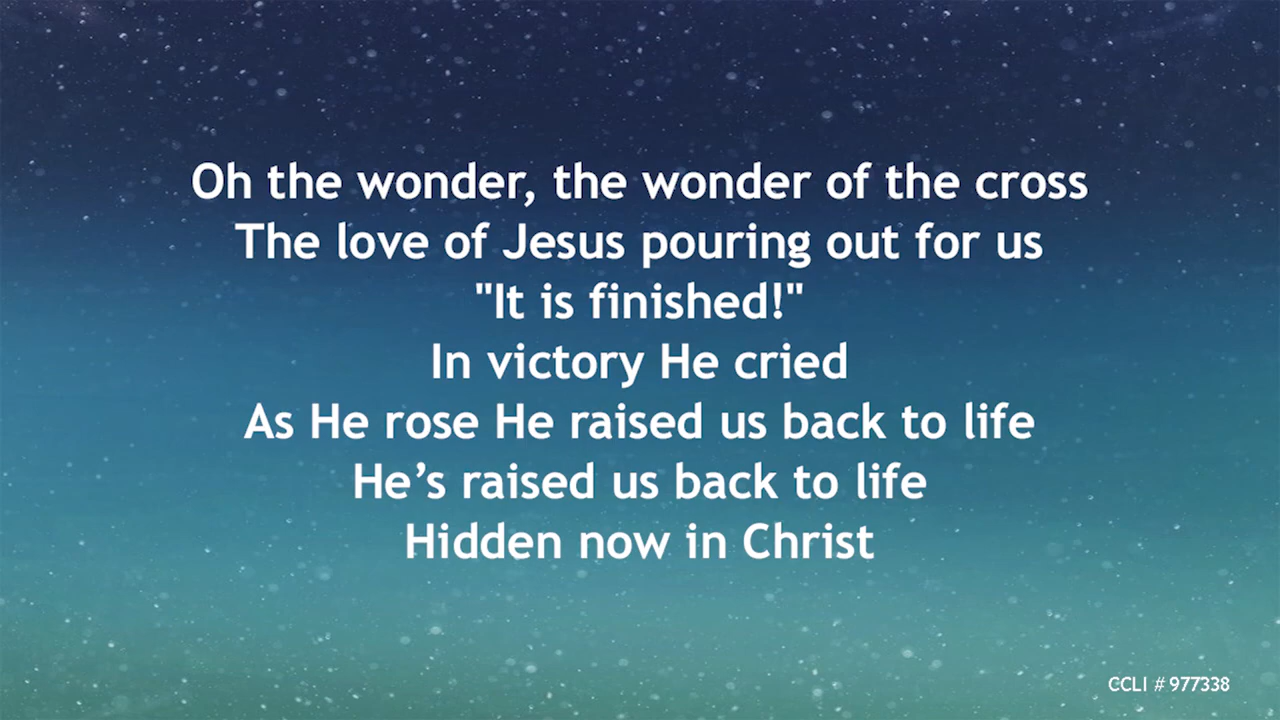 Oh the wonder, the wonder of the cross
The love of Jesus pouring out for us
"It is finished!"
In victory He cried
As He rose He raised us back to life
He’s raised us back to life
Hidden now in Christ
CCLI # 977338